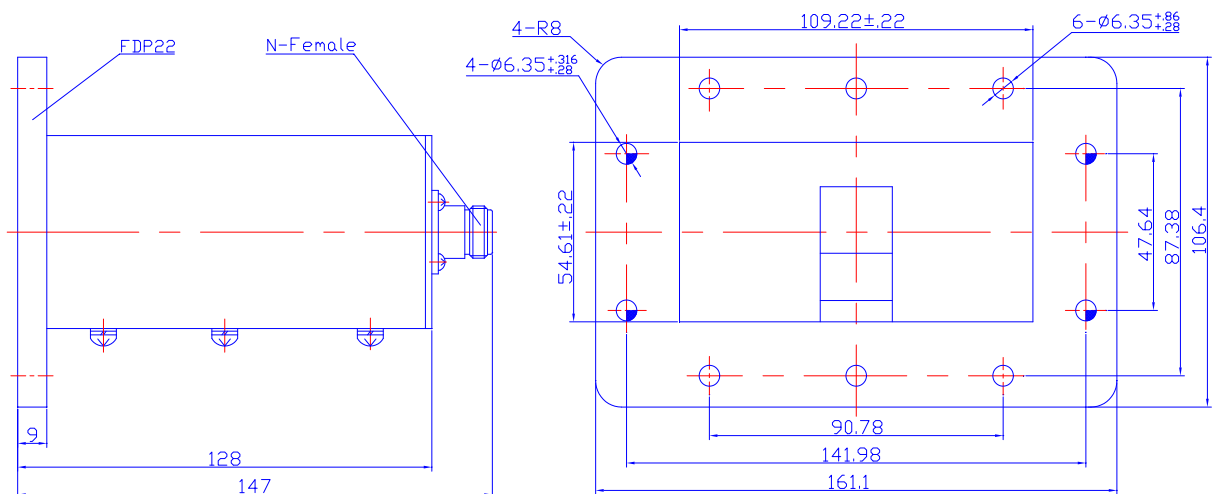 FDP22
N-Female
9
128
147
109.22±.22
4-R8
6-Ø6.35 +.86 +.28
4-Ø6.35 +.316 +.28
54.61±.22
47.64
87.38
106.4
90.78
141.98
161.1